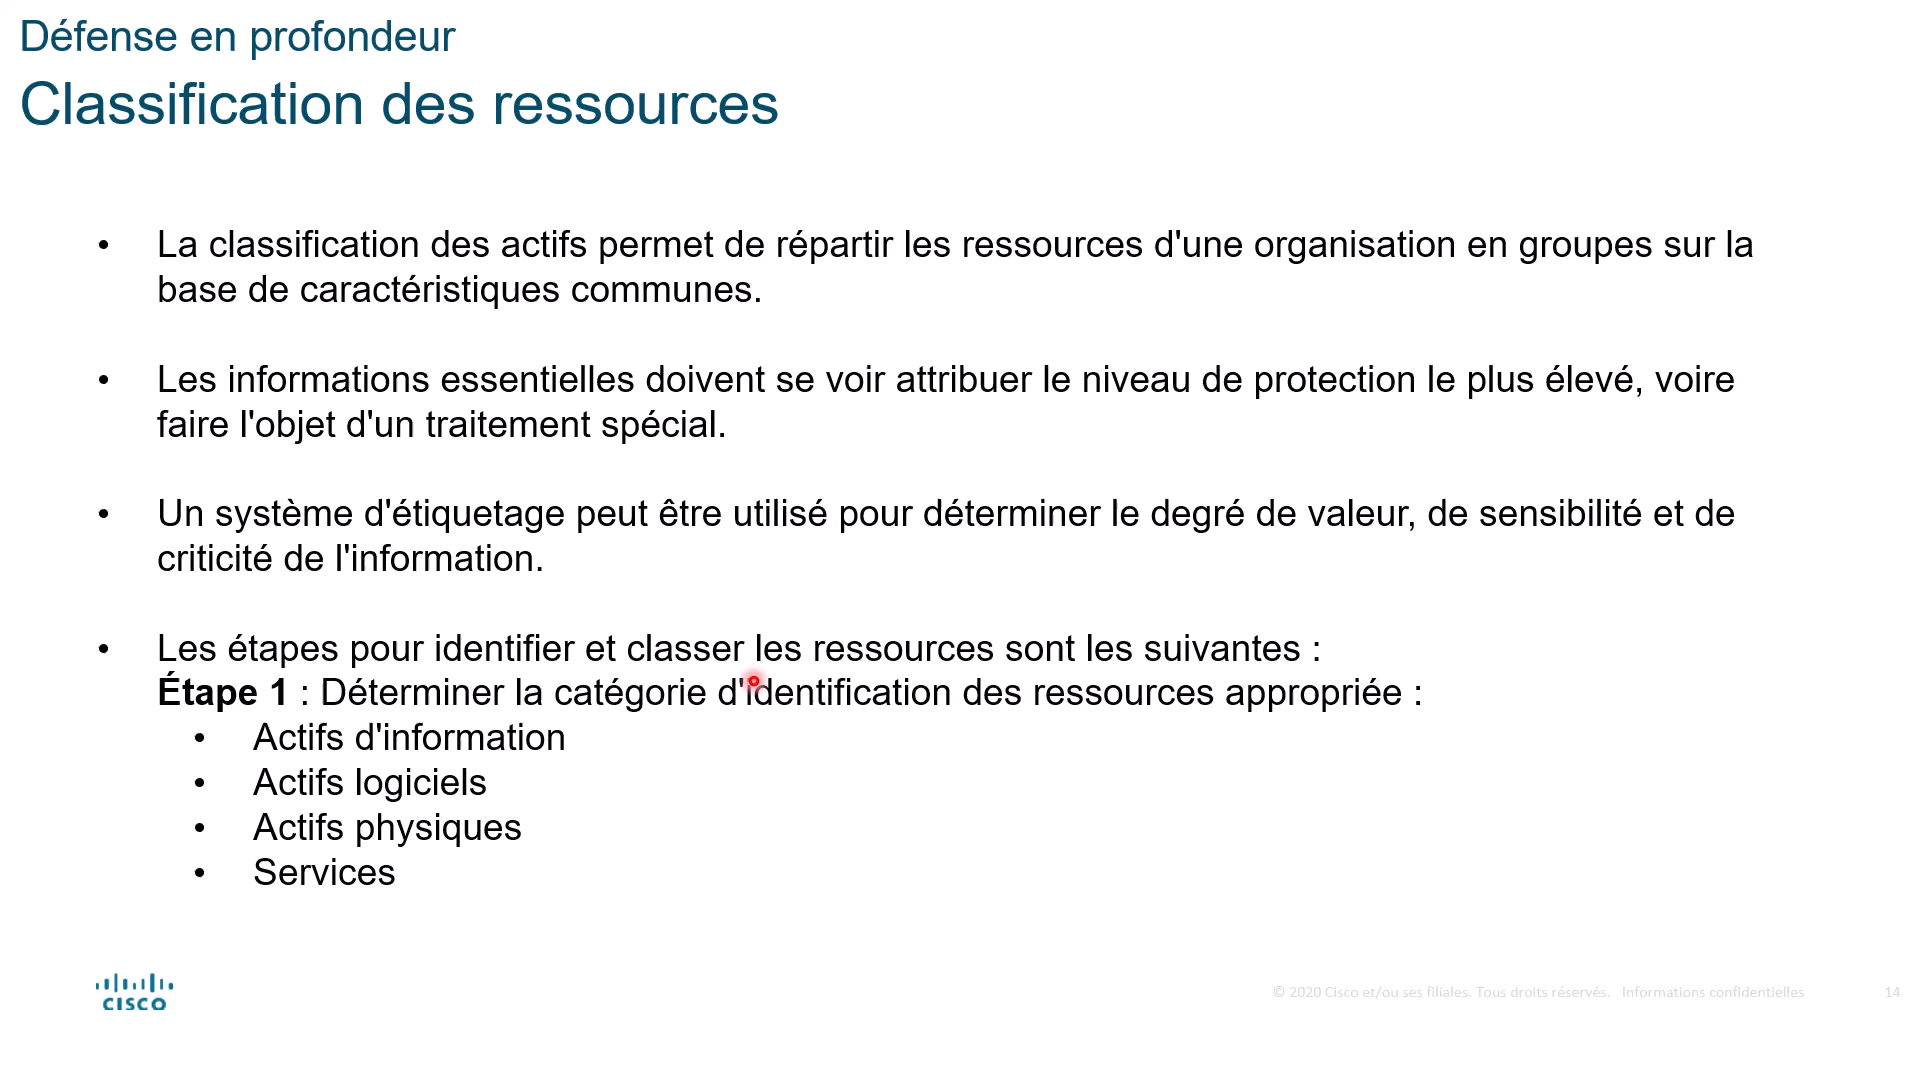 Défense en profondeur
Classification des ressources
• La classification des actifs permet de répartir les ressources d'une organisation en groupes sur la
base de caractéristiques communes.
• Les informations essentielles doivent se voir attribuer le niveau de protection le plus élevé, voire
faire l'objet d'un traitement spécial.
• Un système d'étiquetage peut être utilisé pour déterminer le degré de valeur, de sensibilité et de
criticité de l'information.
• Les étapes pour identifier et classer les ressources sont les suivantes :
Étape 1 : Déterminer la catégorie d'identification des ressources appropriée :
• Actifs d'information
• Actifs logiciels
• Actifs physiques
• Services
CISCO
© 2020 Cisco et/ou ses filiales. Tous droits réservés. Informations confidentielles 14